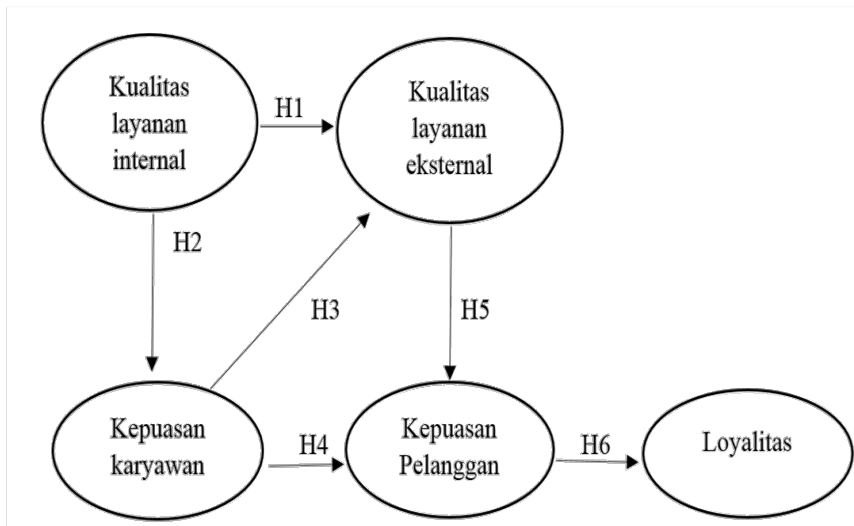 Kualitas
layanan
internal
H1
Kualitas
layanan
eksternal
H2
H3
H5
Kepuasan
karyawan
H4
Kepuasan
Pelanggan
H6
Loyalitas